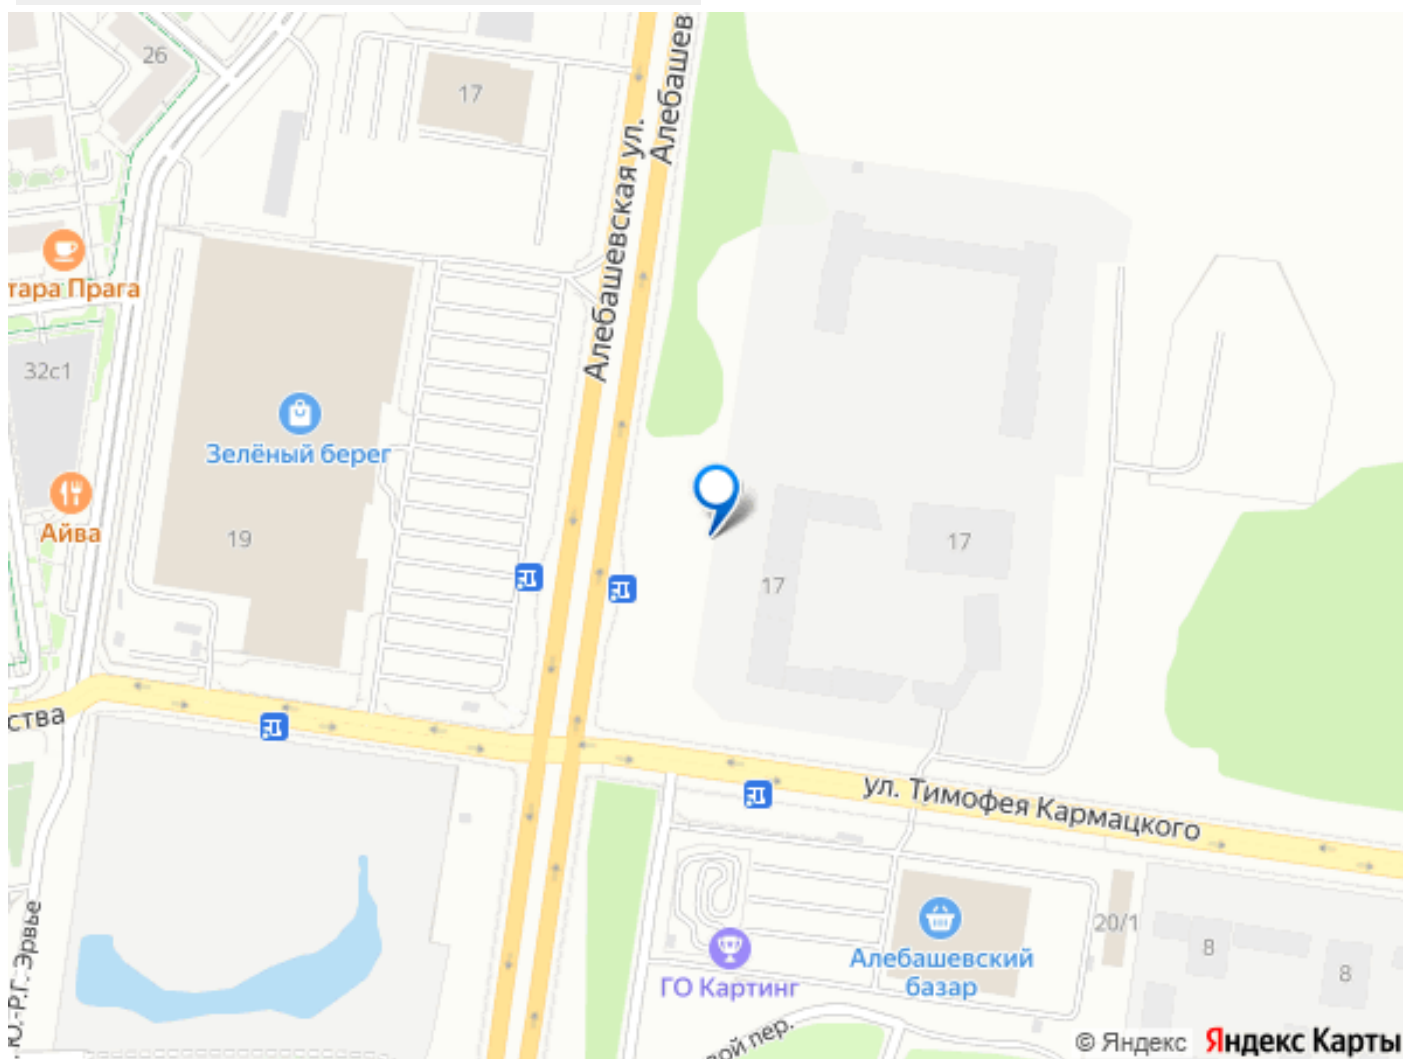 26
17
Алебашевская ул.
Алебашев
тара Прага
32с1
Зелёный берег
Айва
19
17
17
ства
ул. Тимофея Кармацкого
Ю.-Р.Г. Эрвье
20/1
8
8
Алебашевский
базар
ГО Картинг
ой пер.
© Яндекс
Яндекс Карты